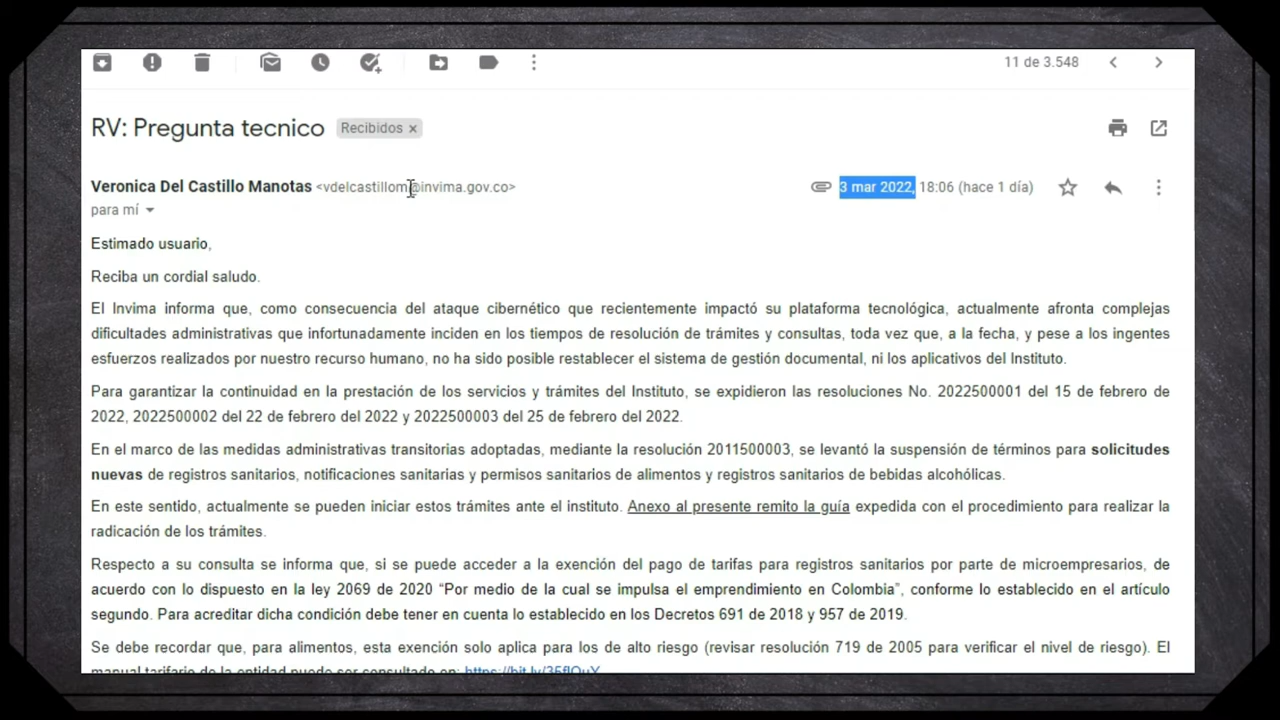 11 de 3.548
RV: Pregunta tecnico Recibidos ×
Veronica Del Castillo Manotas <vdelcastillom@invima.gov.co> 3 mar 2022, 18:06 (hace 1 día)
para mí
Estimado usuario,
Reciba un cordial saludo.
El Invima informa que, como consecuencia del ataque cibernético que recientemente impactó su plataforma tecnológica, actualmente afronta complejas
dificultades administrativas que infortunadamente inciden en los tiempos de resolución de trámites y consultas, toda vez que, a la fecha, y pese a los ingentes
esfuerzos realizados por nuestro recurso humano, no ha sido posible restablecer el sistema de gestión documental, ni los aplicativos del Instituto.
Para garantizar la continuidad en la prestación de los servicios y trámites del Instituto, se expidieron las resoluciones No. 2022500001 del 15 de febrero de
2022, 2022500002 del 22 de febrero del 2022 y 2022500003 del 25 de febrero del 2022.
En el marco de las medidas administrativas transitorias adoptadas, mediante la resolución 2011500003, se levantó la suspensión de términos para solicitudes
nuevas de registros sanitarios, notificaciones sanitarias y permisos sanitarios de alimentos y registros sanitarios de bebidas alcohólicas.
En este sentido, actualmente se pueden iniciar estos trámites ante el instituto. Anexo al presente remito la guía expedida con el procedimiento para realizar la
radicación de los trámites.
Respecto a su consulta se informa que, si se puede acceder a la exención del pago de tarifas para registros sanitarios por parte de microempresarios, de
acuerdo con lo dispuesto en la ley 2069 de 2020 “Por medio de la cual se impulsa el emprendimiento en Colombia”, conforme lo establecido en el artículo
segundo. Para acreditar dicha condición debe tener en cuenta lo establecido en los Decretos 691 de 2018 y 957 de 2019.
Se debe recordar que, para alimentos, esta exención solo aplica para los de alto riesgo (revisar resolución 719 de 2005 para verificar el nivel de riesgo). El
manual tarifario de la entidad puede ser consultado en: